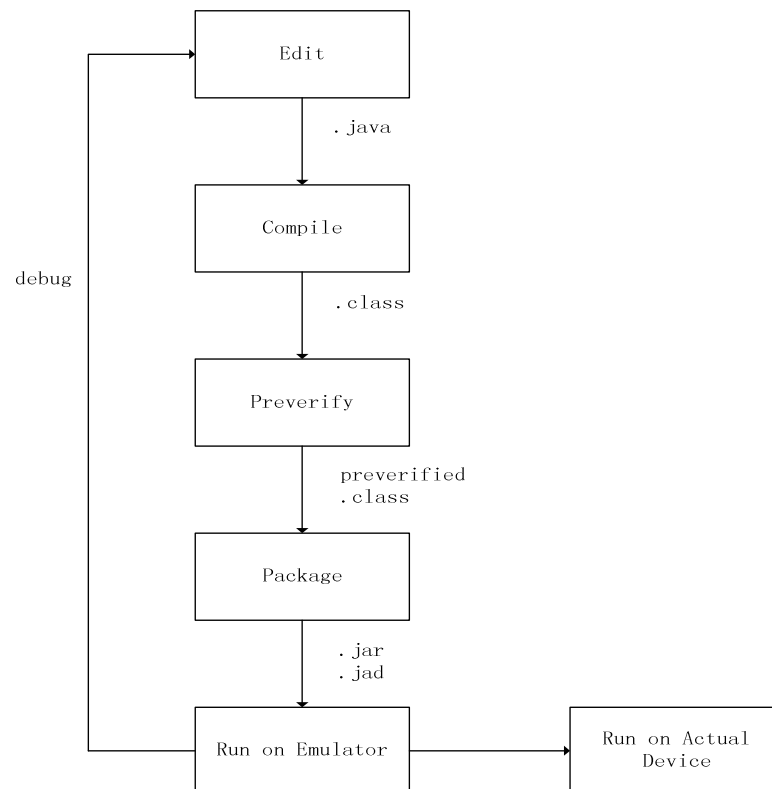 Edit
.java
Compile
debug
.class
Preverify
preverified
.class
Package
.jar
.jad
Run on Emulator
Run on Actual
Device